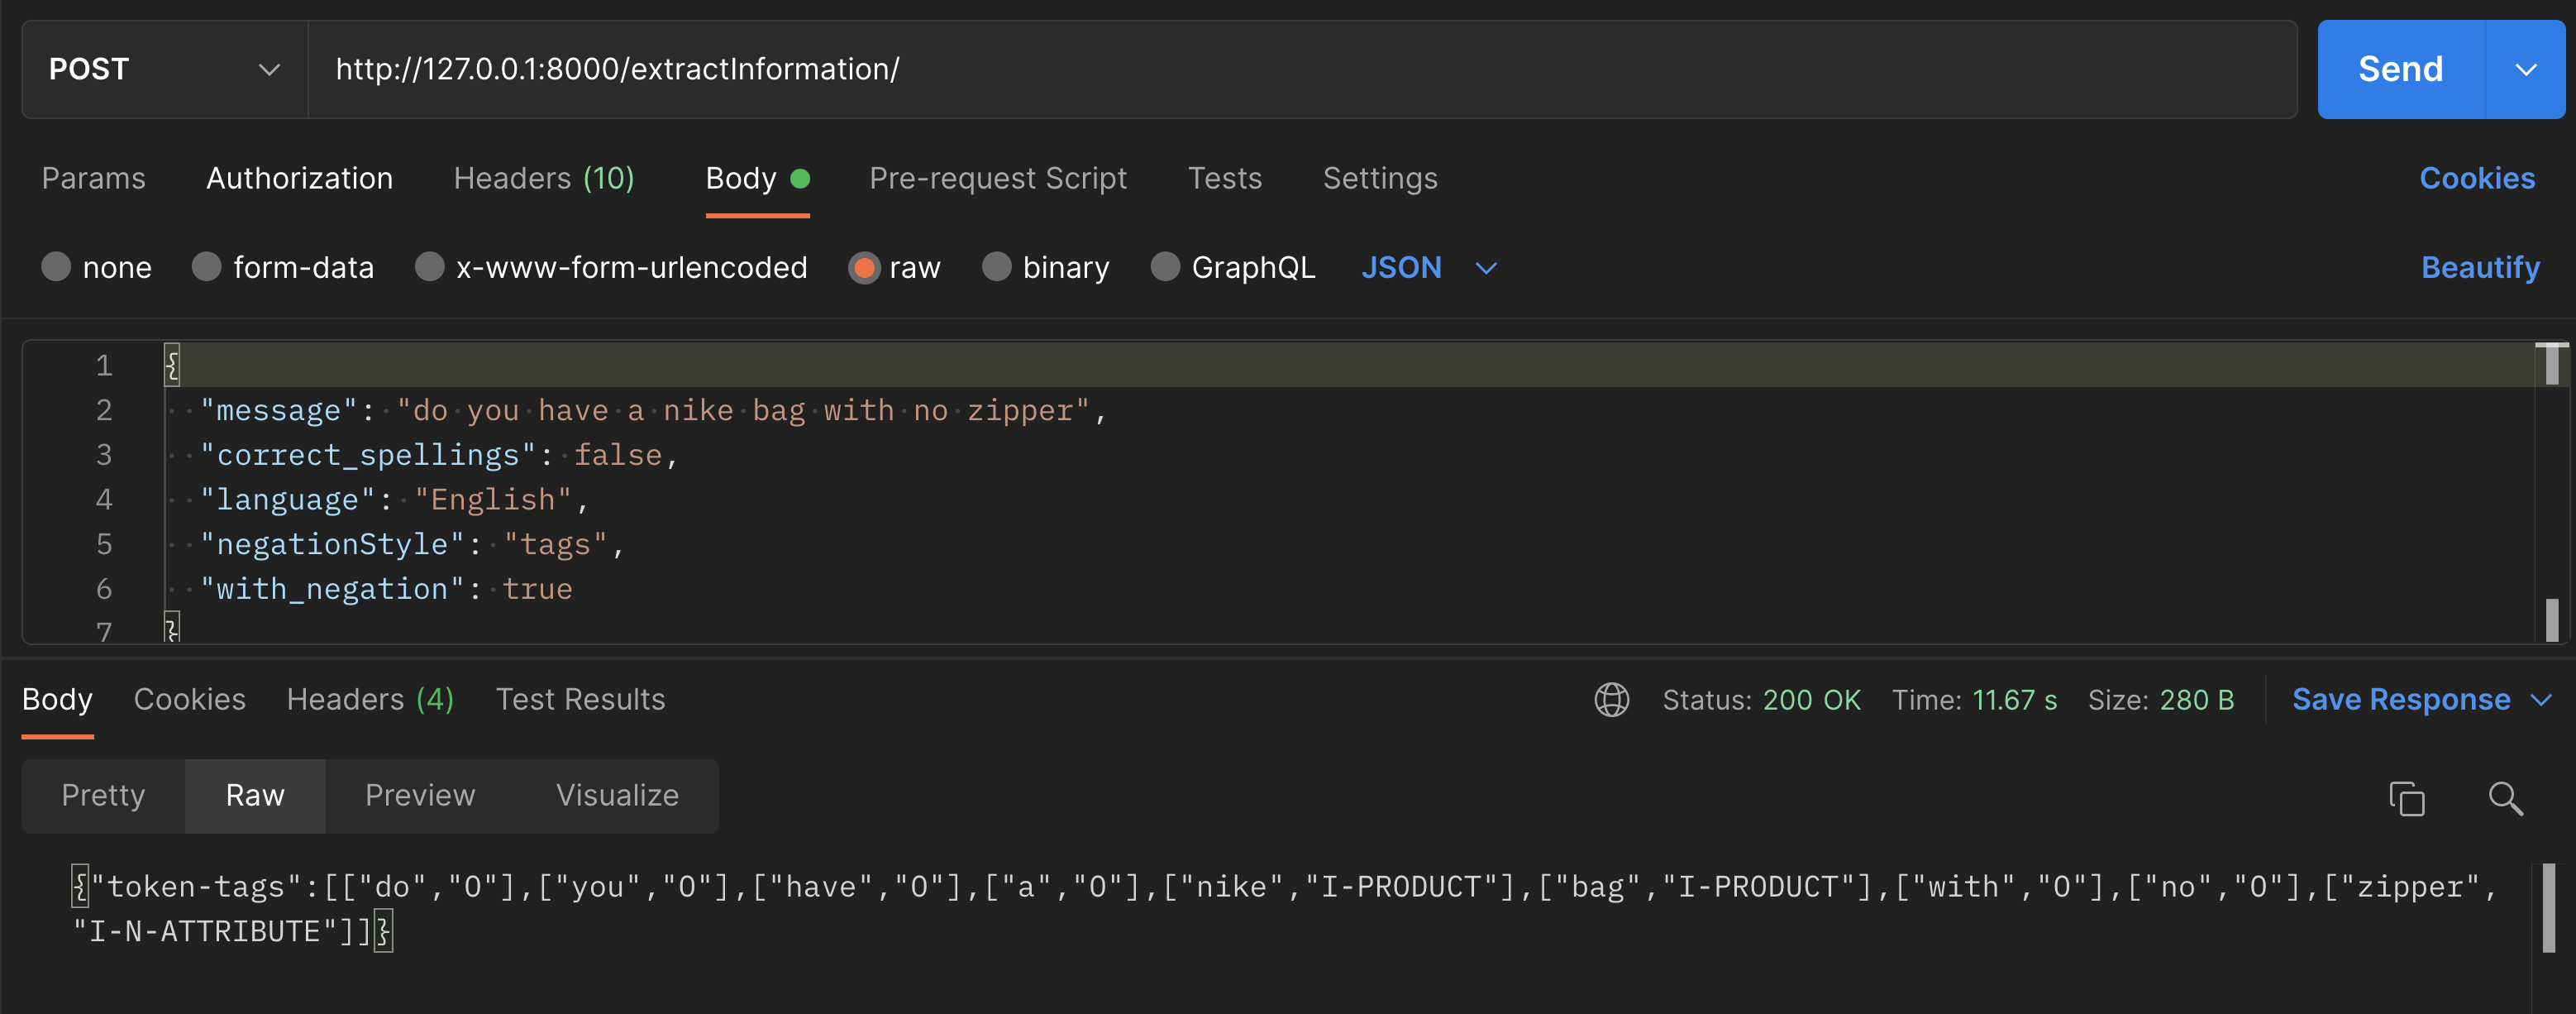 POST http://127.0.0.1:8000/extractInformation/ Send
Params Authorization Headers (10) Body Pre-request Script Tests Settings Cookies
none form-data x-www-form-urlencoded raw binary GraphQL JSON Beautify
1 {
2 "message": "do you have a nike bag with no zipper",
3 "correct_spellings": false,
4 "language": "English",
5 "negationStyle": "tags",
6 "with_negation": true
7 }
Body Cookies Headers (4) Test Results Status: 200 OK Time: 11.67 s Size: 280 B Save Response
Pretty Raw Preview Visualize
{"token-tags":[["do","O"],["you","O"],["have","O"],["a","O"],["nike","I-PRODUCT"],["bag","I-PRODUCT"],["with","O"],["no","O"],["zipper",
"I-N-ATTRIBUTE"]]}